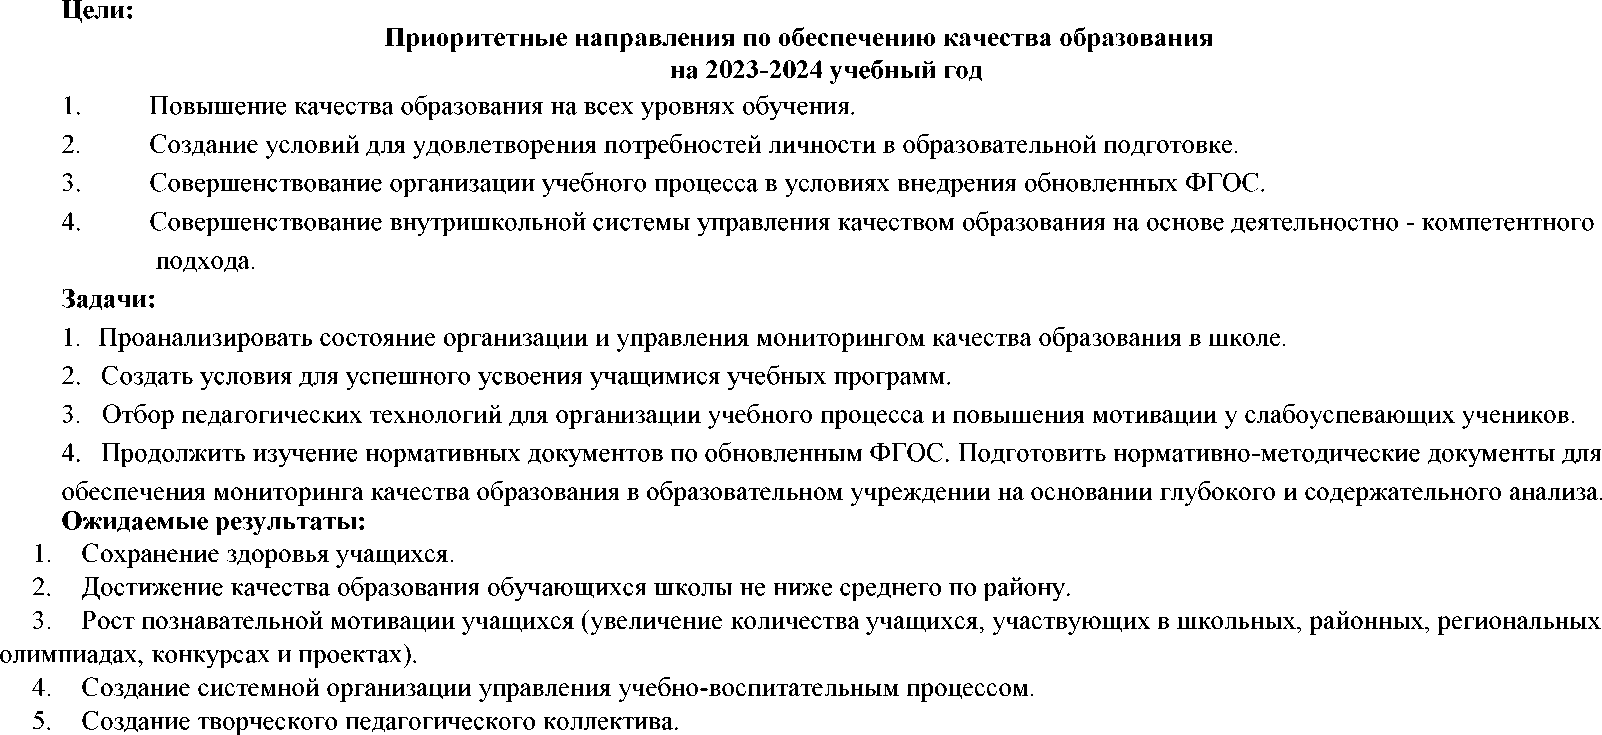 Цели:
Приоритетные направления по обеспечению качества образования
на 2023-2024 учебный год
1. Повышение качества образования на всех уровнях обучения.
2. Создание условий для удовлетворения потребностей личности в образовательной подготовке.
3. Совершенствование организации учебного процесса в условиях внедрения обновленных ФГОС.
4. Совершенствование внутришкольной системы управления качеством образования на основе деятельностно - компетентного
подхода.
Задачи:
1. Проанализировать состояние организации и управления мониторингом качества образования в школе.
2. Создать условия для успешного усвоения учащимися учебных программ.
3. Отбор педагогических технологий для организации учебного процесса и повышения мотивации у слабоуспевающих учеников.
4. Продолжить изучение нормативных документов по обновленным ФГОС. Подготовить нормативно-методические документы для
обеспечения мониторинга качества образования в образовательном учреждении на основании глубокого и содержательного анализа.
Ожидаемые результаты:
1. Сохранение здоровья учащихся.
2. Достижение качества образования обучающихся школы не ниже среднего по району.
3. Рост познавательной мотивации учащихся (увеличение количества учащихся, участвующих в школьных, районных, региональных
олимпиадах, конкурсах и проектах).
4. Создание системной организации управления учебно-воспитательным процессом.
5. Создание творческого педагогического коллектива.